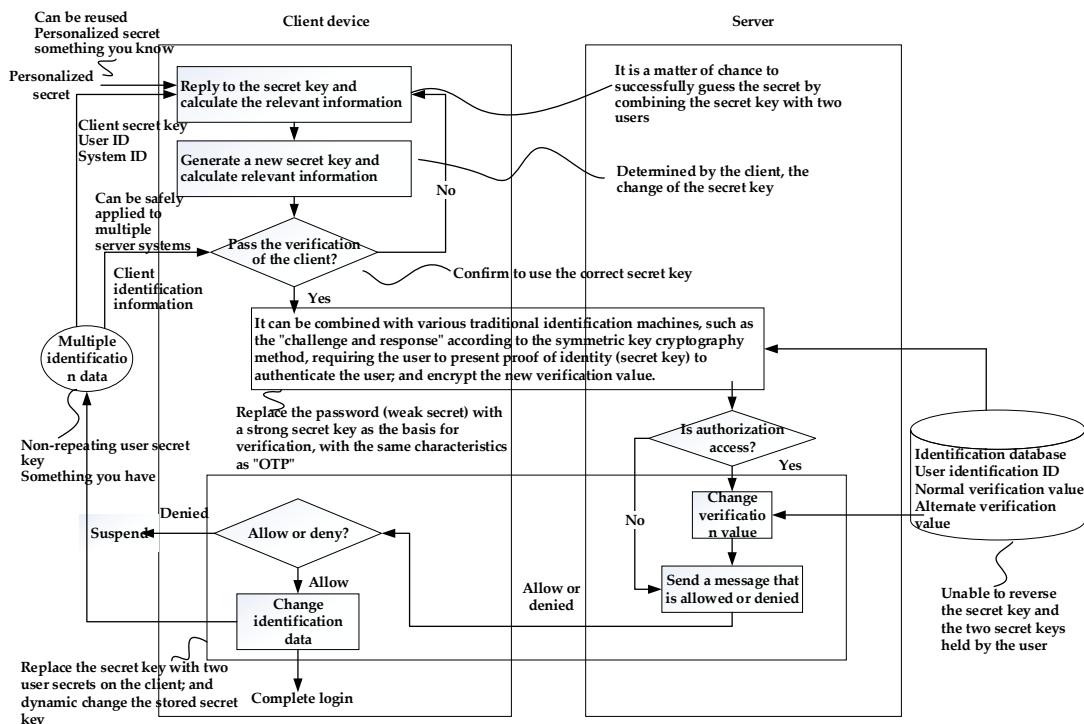 Can be reused
Personalized secret
something you know
Client device
Server
Personalized
secret
Reply to the secret key and
calculate the relevant information
It is a matter of chance to
successfully guess the secret by
combining the secret key with two
users
Client secret key
User ID
System ID
Generate a new secret key and
calculate relevant information
Determined by the client, the
change of the secret key
No
Can be safely
applied to
multiple
server systems
Pass the verification
of the client?
Confirm to use the correct secret key
Client
identification
information
Yes
It can be combined with various traditional identification machines, such as
the "challenge and response" according to the symmetric key cryptography
method, requiring the user to present proof of identity (secret key) to
authenticate the user; and encrypt the new verification value.
Multiple
identificatio
n data
Replace the password (weak secret) with
a strong secret key as the basis for
verification, with the same characteristics
as "OTP"
Is authorization
access?
Non-repeating user secret
key
Something you have
Identification database
User identification ID
Normal verification value
Alternate verification
value
Yes
No
Change
verificatio
n value
Denied
Suspend
Allow or deny?
Allow
Allow or
denied
Send a message that
is allowed or denied
Unable to reverse
the secret key and
the two secret keys
held by the user
Change
identification
data
Replace the secret key with two
user secrets on the client; and
dynamic change the stored secret
key
Complete login